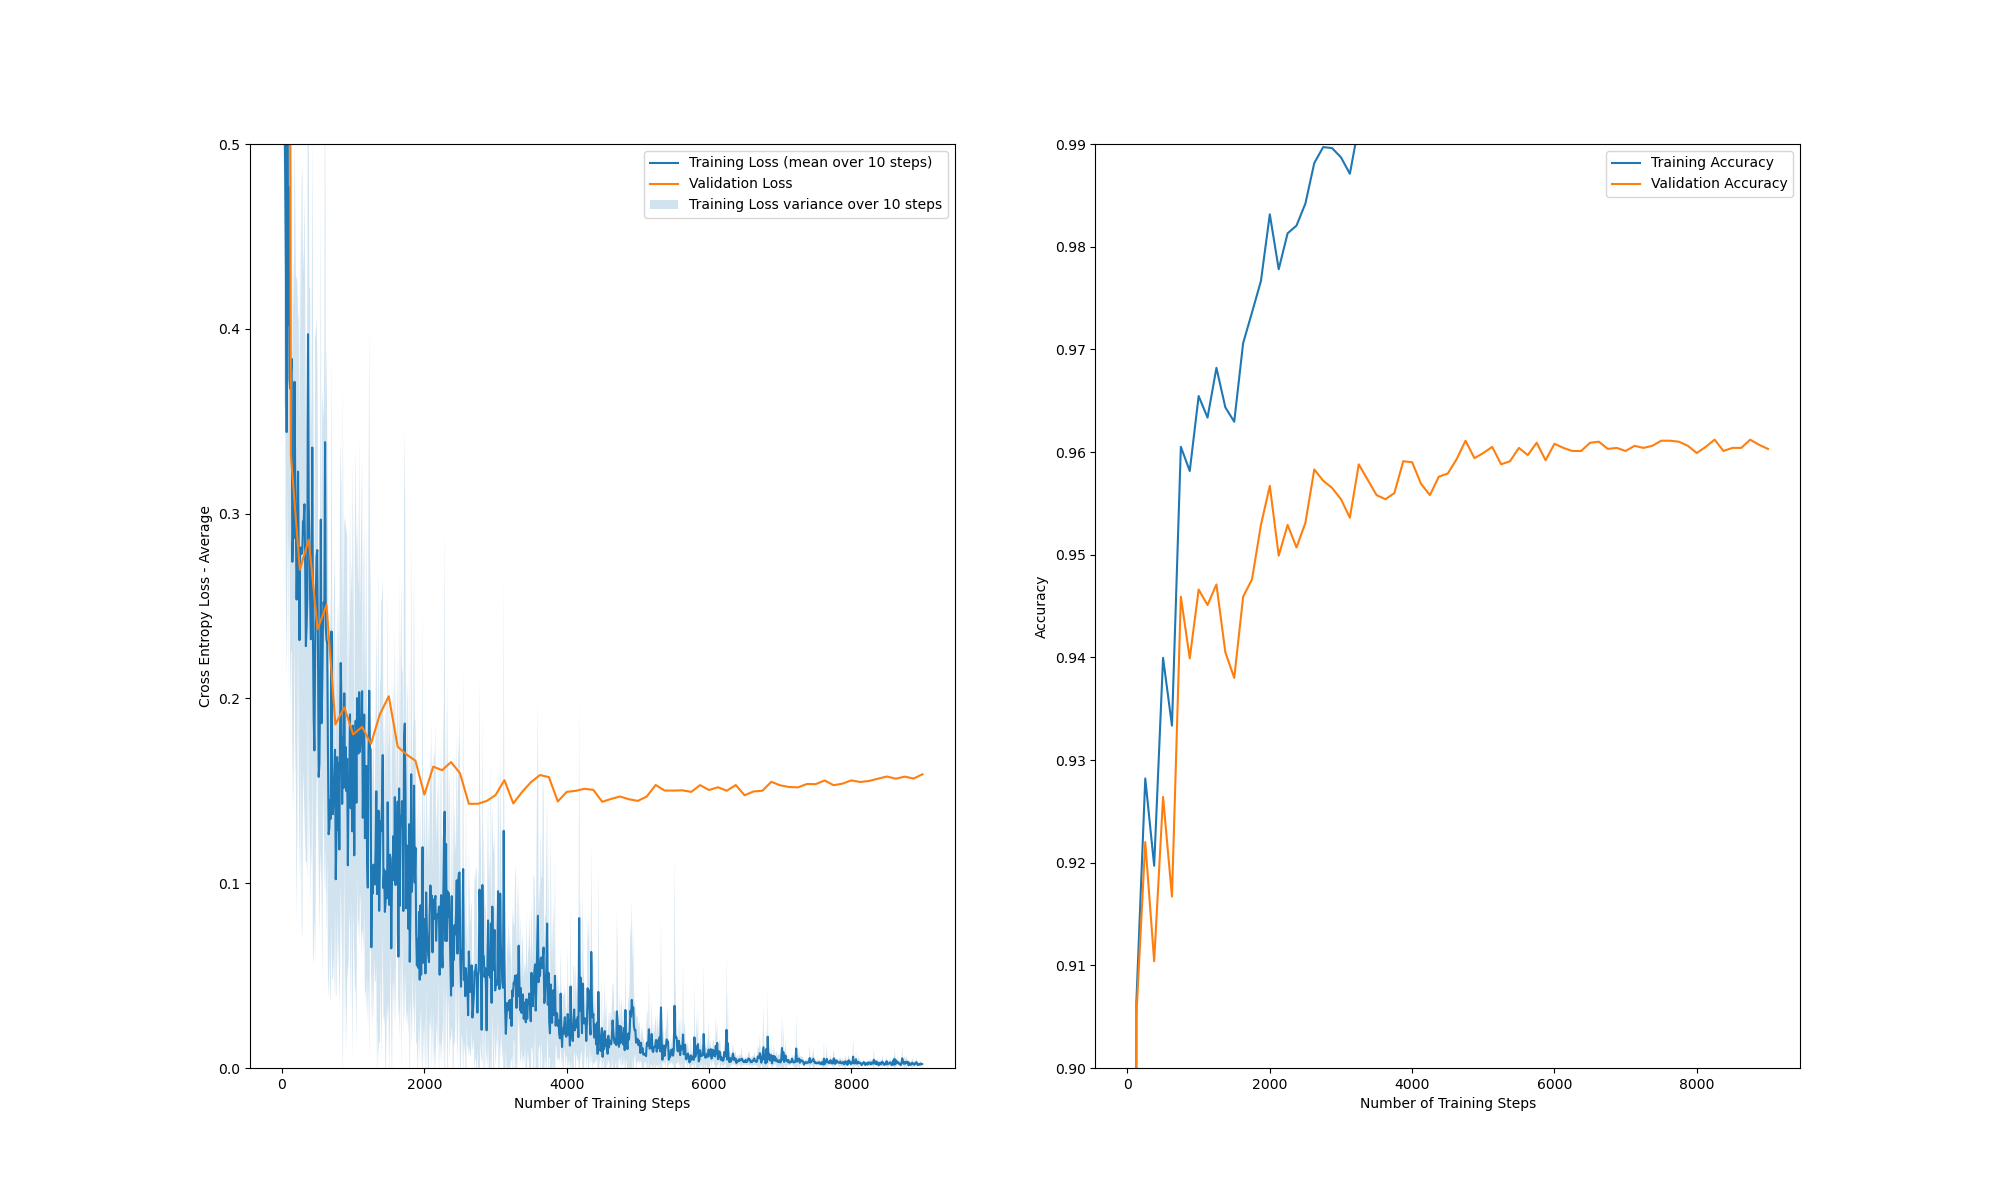 0.5
0.4
0.3
0.2
0.1
0.0
Cross Entropy Loss - Average
Training Loss (mean over 10 steps)
Validation Loss
Training Loss variance over 10 steps
0
2000
4000
6000
8000
Number of Training Steps
0.99
0.98
0.97
0.96
0.95
0.94
0.93
0.92
0.91
0.90
Accuracy
Training Accuracy
Validation Accuracy
0
2000
4000
6000
8000
Number of Training Steps